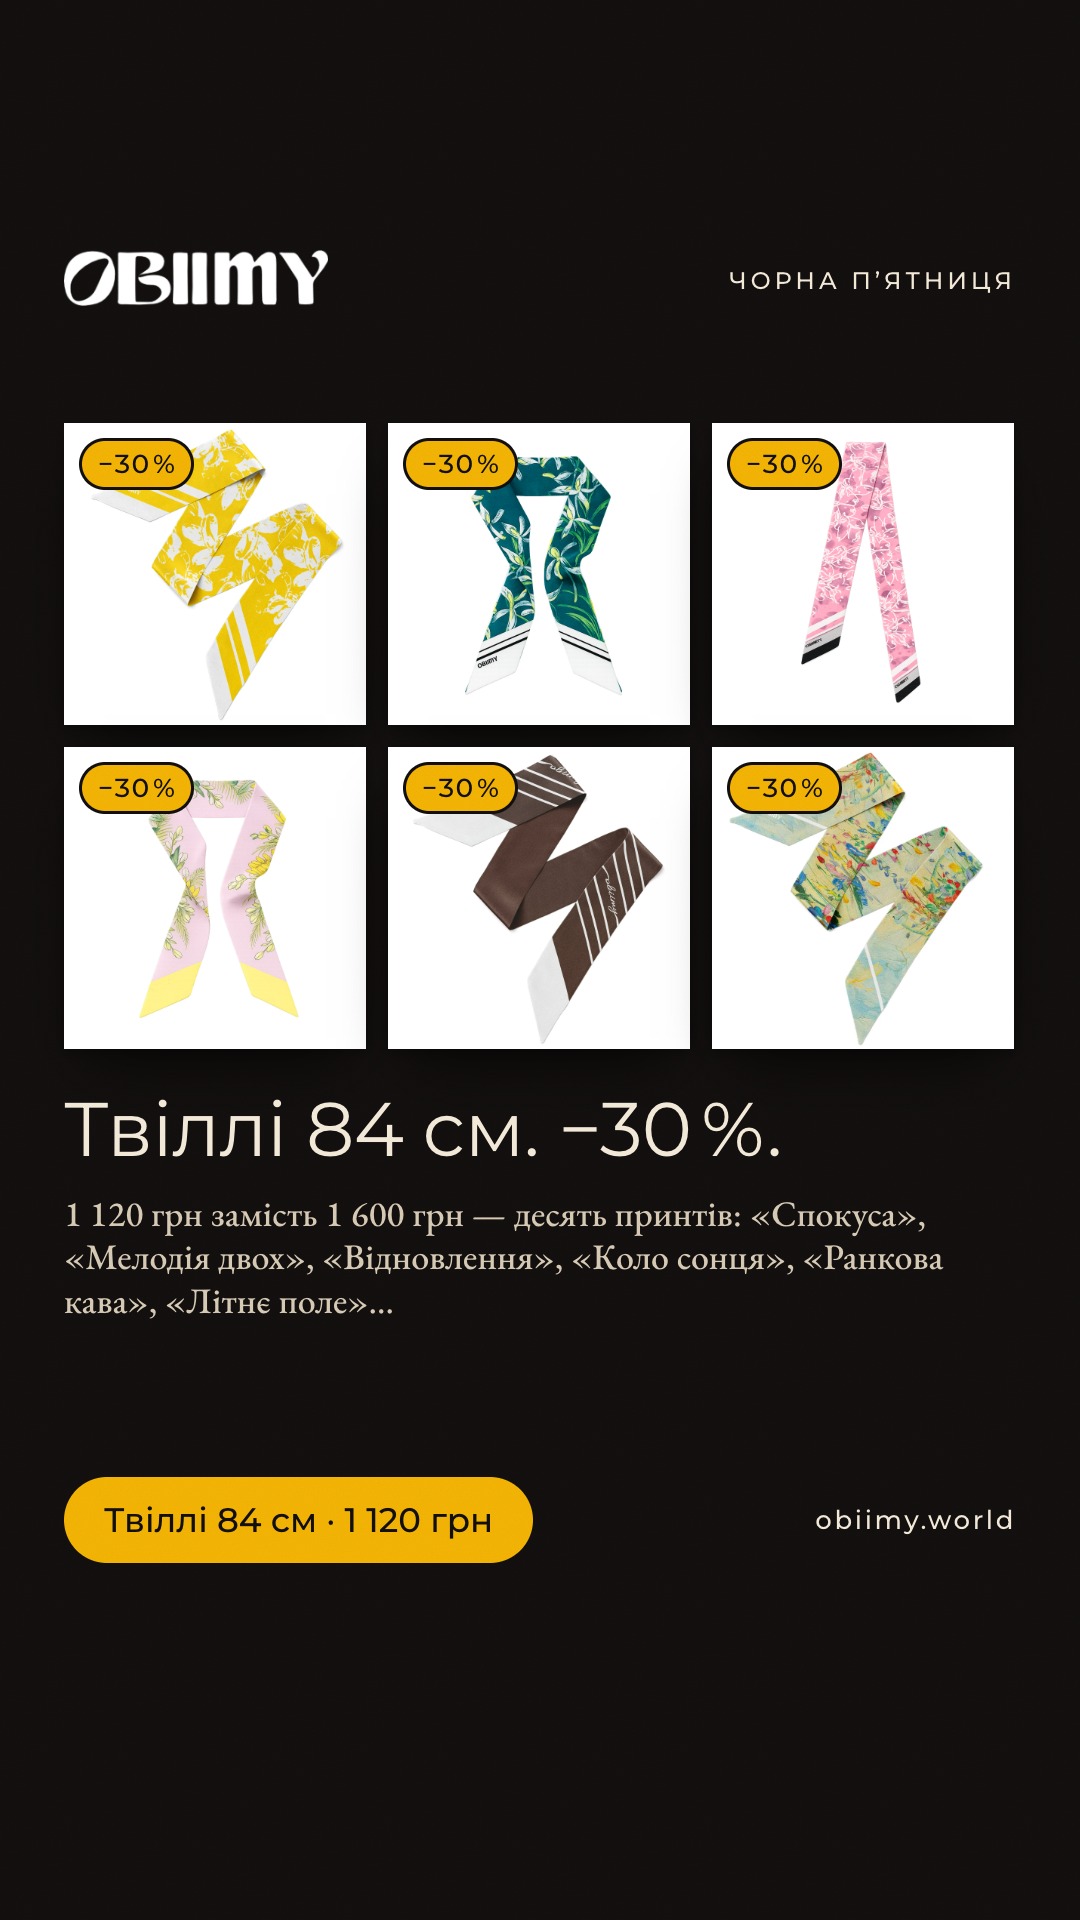 OBIIMY
ЧОРНА П’ЯТНИЦЯ
−30 %
−30 %
−30 %
OBIIMY
−30 %
−30 %
−30 %
obiimy
Твіллі 84 см. −30 %.
1 120 грн замість 1 600 грн — десять принтів: «Спокуса»,
«Мелодія двох», «Відновлення», «Коло сонця», «Ранкова
кава», «Літнє поле»...
Твіллі 84 см · 1 120 грн
obiimy.world